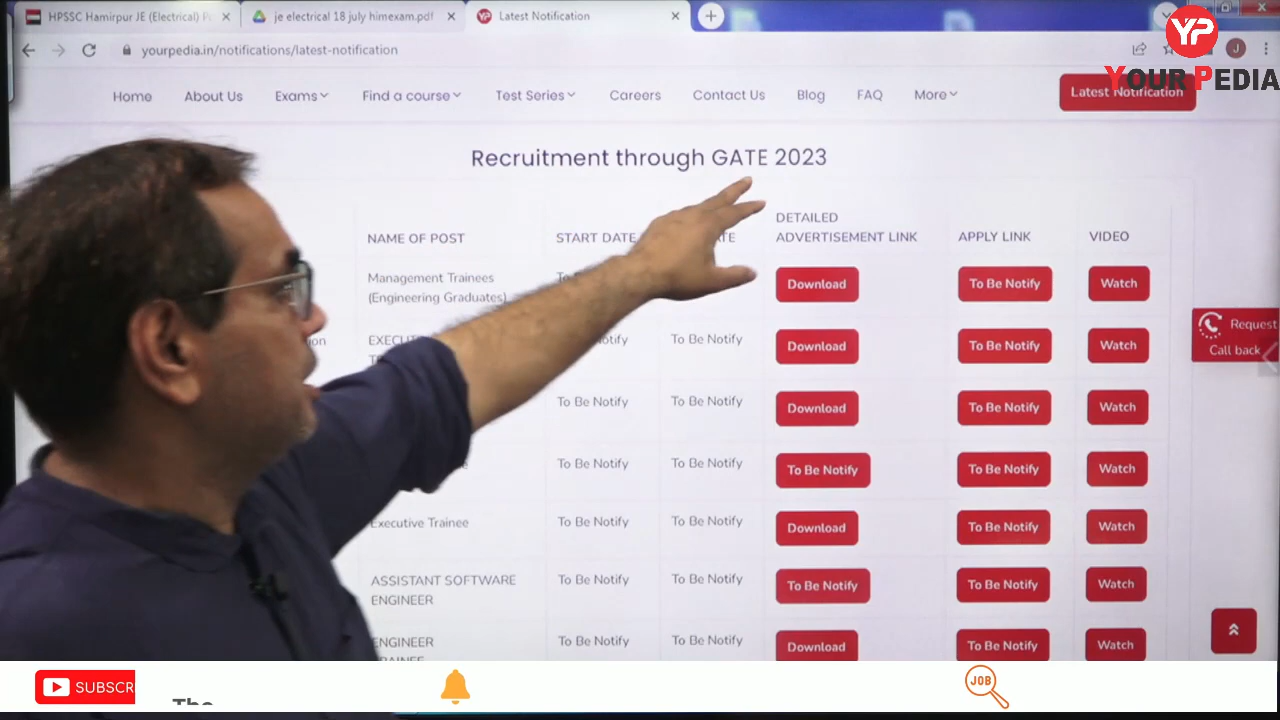 HPSSC Hamirpur JE (Electrical)
je electrical 18 july himexam.pdf
Latest Notification
yourpedia.in/notifications/latest-notification
J
YP
YOUR PEDIA
Home About Us Exams Find a course Test Series Careers Contact Us Blog FAQ More Latest Notification
Recruitment through GATE 2023
NAME OF POST START DATE DETAILED ADVERTISEMENT LINK APPLY LINK VIDEO
Management Trainees
(Engineering Graduates)
Download To Be Notify Watch
To Be Notify Download To Be Notify Watch
To Be Notify To Be Notify Download To Be Notify Watch
To Be Notify To Be Notify To Be Notify To Be Notify Watch
Executive Trainee To Be Notify To Be Notify Download To Be Notify Watch
ASSISTANT SOFTWARE
ENGINEER
To Be Notify To Be Notify To Be Notify To Be Notify Watch
ENGINEER
To Be Notify To Be Notify Download To Be Notify Watch
Request
Call back
The
JOB